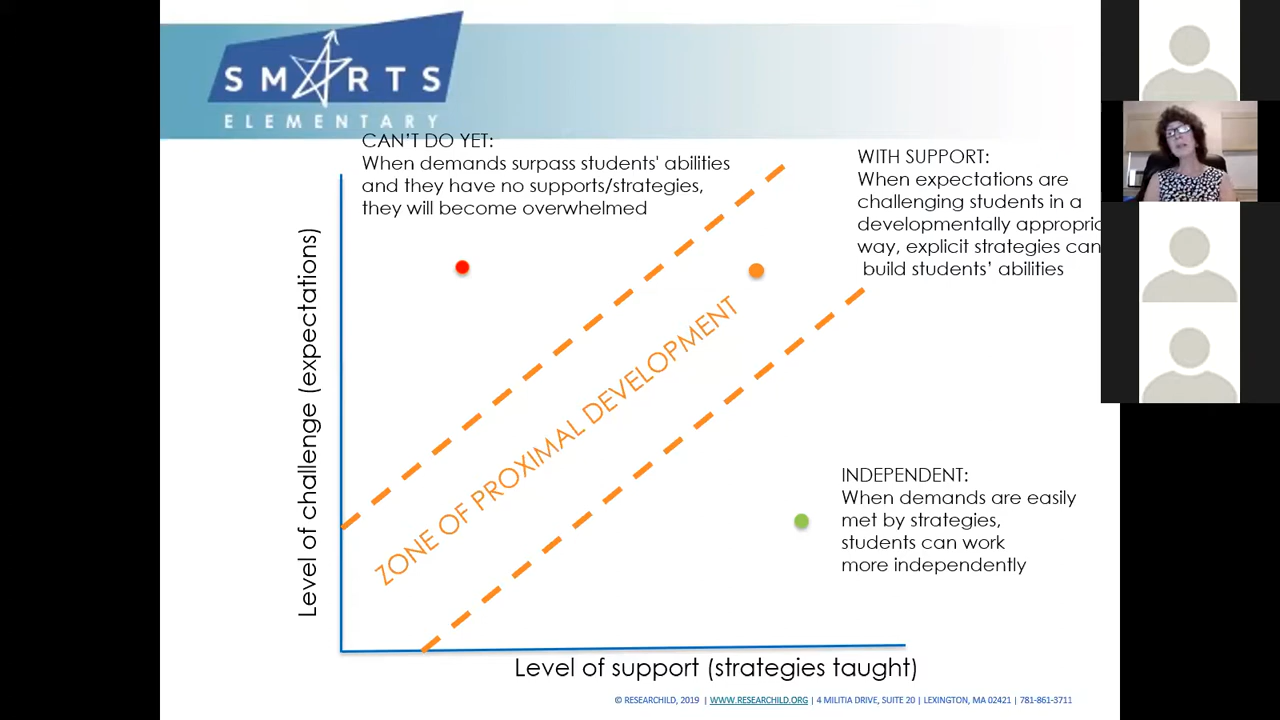 SMARTS
ELEMENTARY
CAN'T DO YET:
When demands surpass students' abilities
and they have no supports/strategies,
they will become overwhelmed
WITH SUPPORT:
When expectations are
challenging students in a
developmentally appropria
way, explicit strategies can
build students' abilities
Level of challenge (expectations)
ZONE OF PROXIMAL DEVELOPMENT
INDEPENDENT:
When demands are easily
met by strategies,
students can work
more independently
Level of support (strategies taught)
© RESEARCHILD, 2019 | WWW.RESEARCHILD.ORG | 4 MILITIA DRIVE, SUITE 20 | LEXINGTON, MA 02421 | 781-861-3711